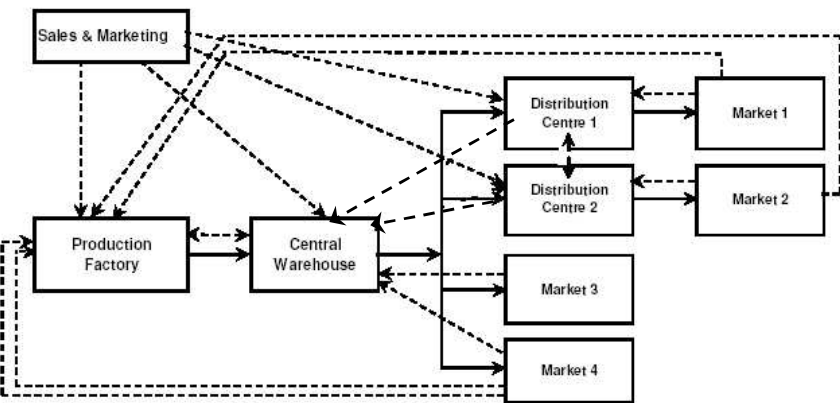 Sales & Marketing
Distribution
Centre 1
Market 1
Distribution
Centre 2
Market 2
Production
Factory
Central
Warehouse
Market 3
Market 4